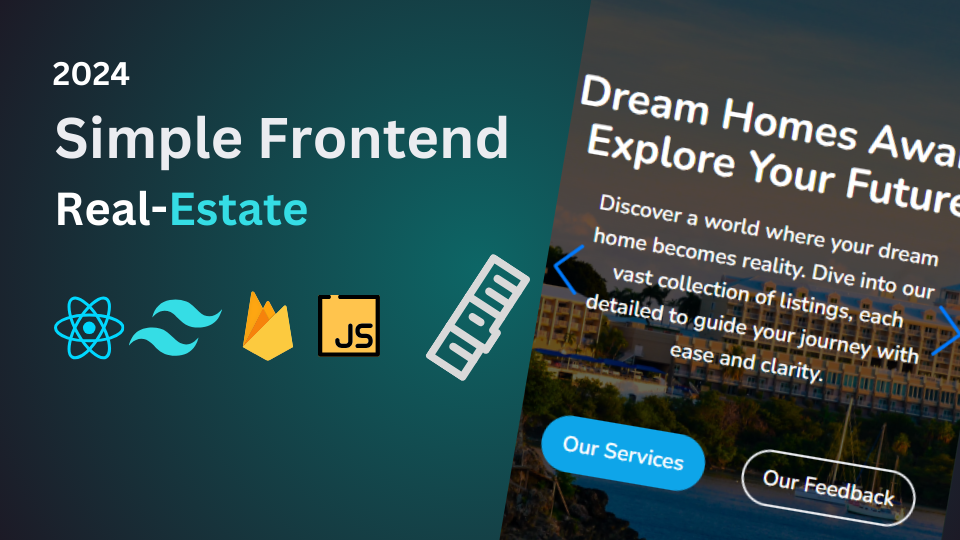 2024
Simple Frontend
Real-Estate
JS
npm
Dream Homes Awa
Explore Your Future
Discover a world where your dream
home becomes reality. Dive into our
vast collection of listings, each
detailed to guide your journey with
ease and clarity.
Our Services
Our Feedback